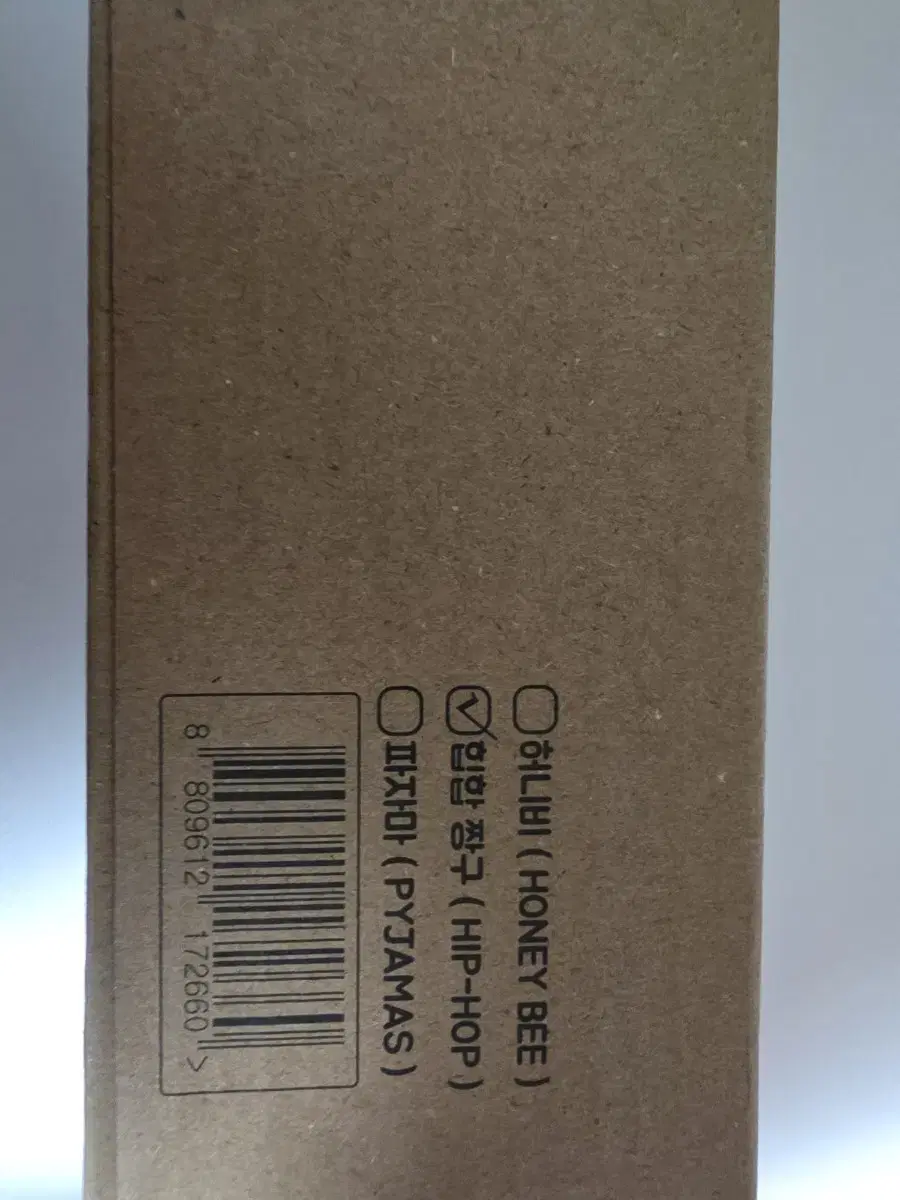 허니비 ( HONEY BEE )
힙합 짱구 ( HIP-HOP )
파자마 ( PYJAMAS )
8 809612 172660 >